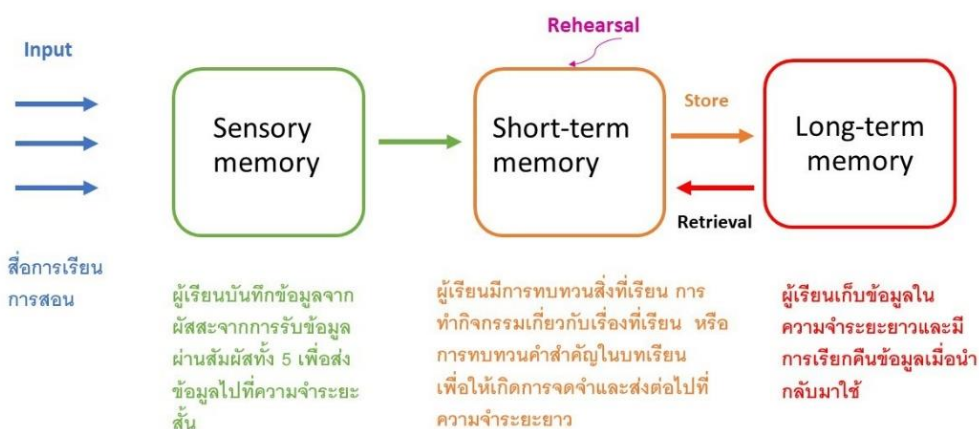 Rehearsal
Input
Sensory
memory
Short-term
memory
Store
Long-term
memory
Retrieval
สื่อการเรียน
การสอน
ผู้เรียนบันทึกข้อมูลจาก
ผัสสะจากการรับข้อมูล
ผ่านสัมผัสทั้ง 5 เพื่อส่ง
ข้อมูลไปที่ความจำระยะ
สั้น
ผู้เรียนมีการทบทวนสิ่งที่เรียน การ
ทำกิจกรรมเกี่ยวกับเรื่องที่เรียน หรือ
การทบทวนคำสำคัญในบทเรียน
เพื่อให้เกิดการจดจำและส่งต่อไปที่
ความจำระยะยาว
ผู้เรียนเก็บข้อมูลใน
ความจำระยะยาวและมี
การเรียกคืนข้อมูลเมื่อนำ
กลับมาใช้